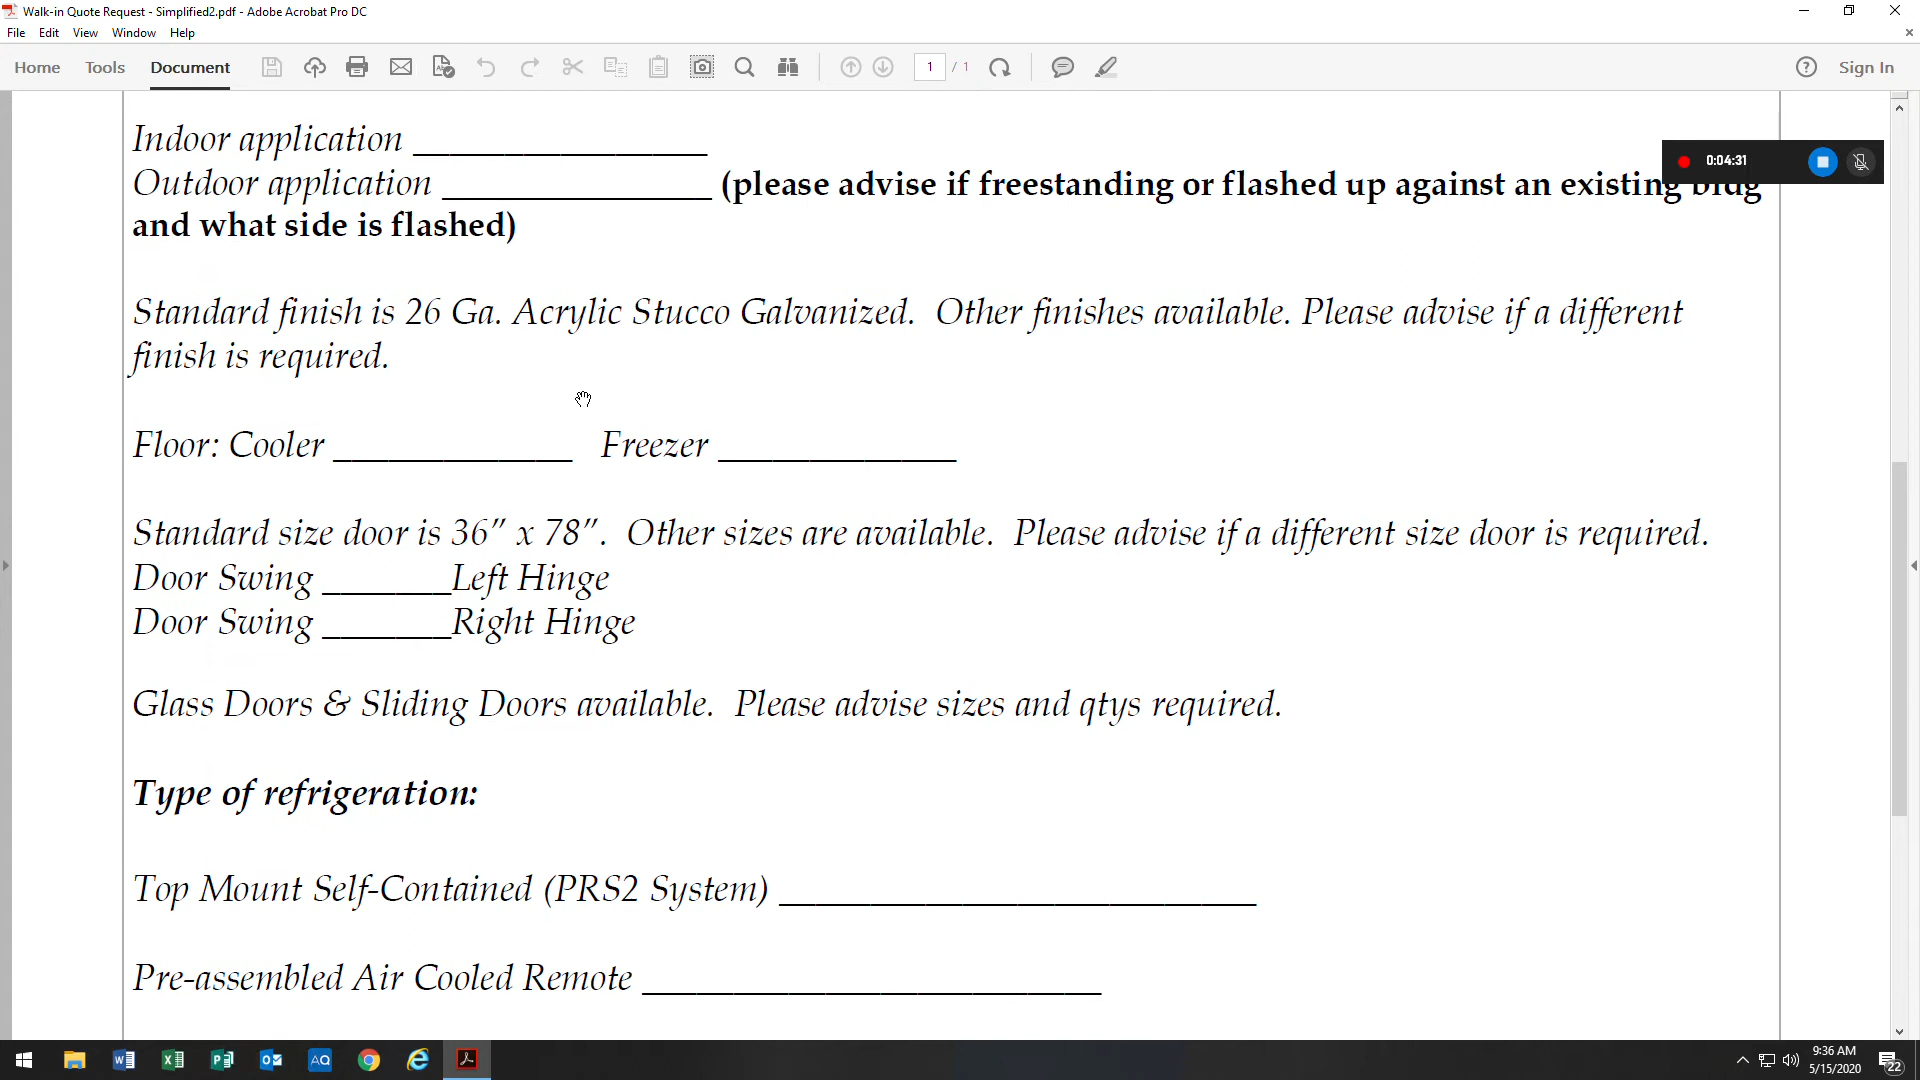 Walk-in Quote Request - Simplified2.pdf - Adobe Acrobat Pro DC
File Edit View Window Help
Home Tools Document 1 / 1 Sign In
Indoor application ________________
0:04:31
Outdoor application _______________ (please advise if freestanding or flashed up against an existing bldg
and what side is flashed)
Standard finish is 26 Ga. Acrylic Stucco Galvanized. Other finishes available. Please advise if a different
finish is required.
Floor: Cooler _____________ Freezer _____________
Standard size door is 36” x 78”. Other sizes are available. Please advise if a different size door is required.
Door Swing _______Left Hinge
Door Swing _______Right Hinge
Glass Doors & Sliding Doors available. Please advise sizes and qtys required.
Type of refrigeration:
Top Mount Self-Contained (PRS2 System) __________________________
Pre-assembled Air Cooled Remote _________________________
AQ
9:36 AM
5/15/2020
22